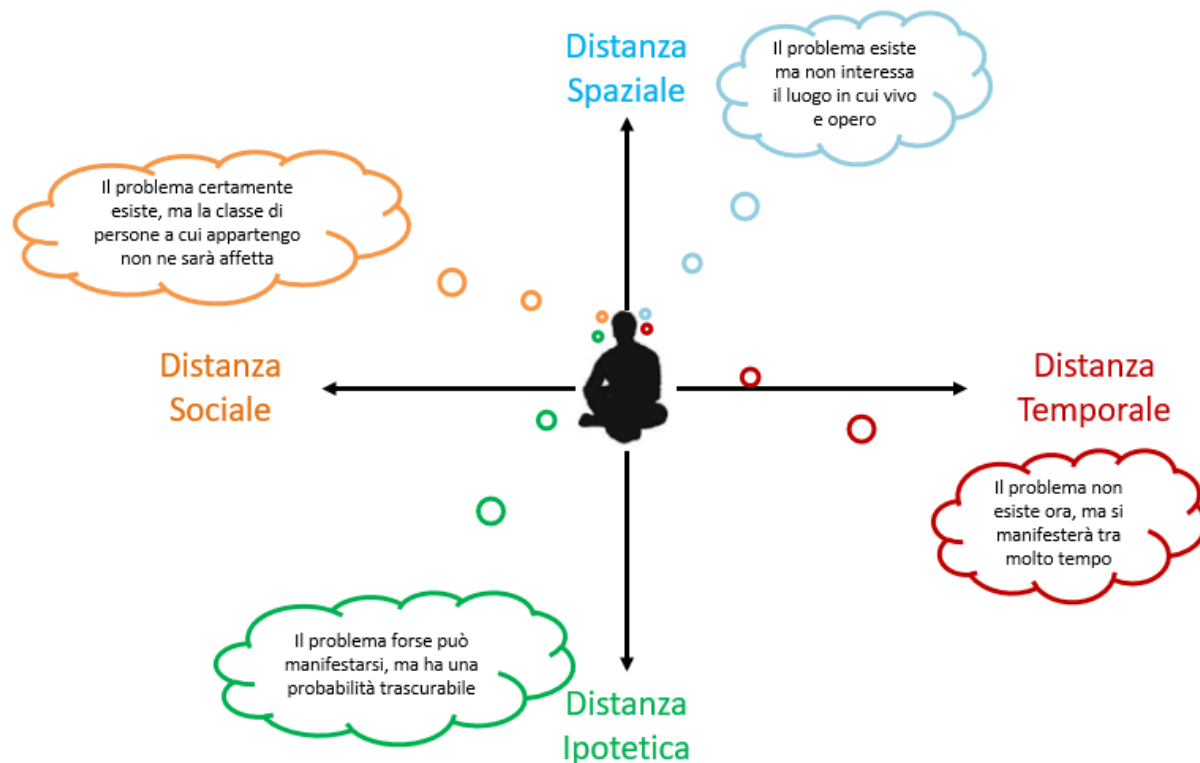 Distanza
Spaziale
Il problema esiste
ma non interessa
il luogo in cui vivo
e opero
Il problema certamente
esiste, ma la classe di
persone a cui appartengo
non ne sarà affetta
Distanza
Sociale
Distanza
Temporale
Il problema non
esiste ora, ma si
manifesterà tra
molto tempo
Il problema forse può
manifestarsi, ma ha una
probabilità trascurabile
Distanza
Ipotetica